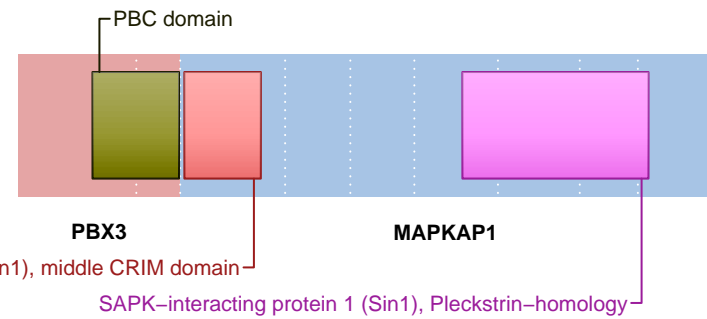 PBC domain
PBX3
MAPKAP1
n1), middle CRIM domain
SAPK−interacting protein 1 (Sin1), Pleckstrin−homology